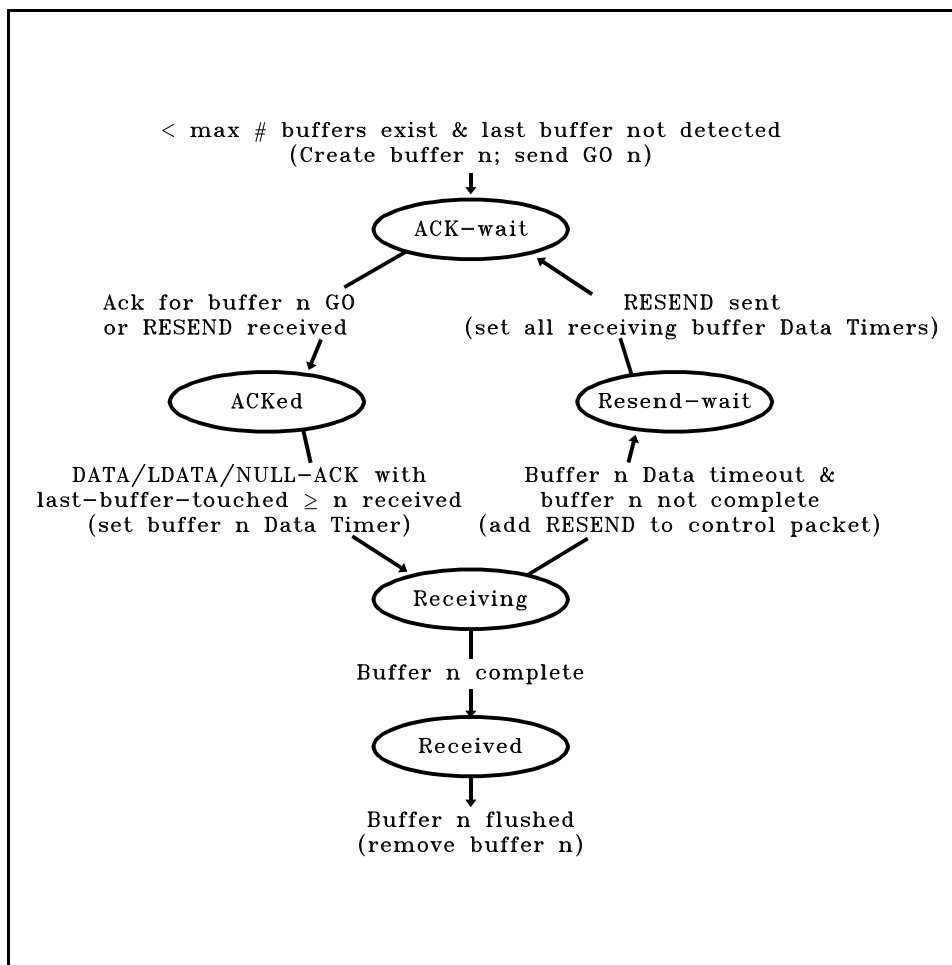 < max # buffers exist & last buffer not detected
(Create buffer n; send GO n)
ACK-wait
Ack for buffer n GO
or RESEND received
RESEND sent
(set all receiving buffer Data Timers)
ACKed
Resend-wait
DATA/LDATA/NULL-ACK with
last-buffer-touched ≥ n received
(set buffer n Data Timer)
Buffer n Data timeout &
buffer n not complete
(add RESEND to control packet)
Receiving
Buffer n complete
Received
Buffer n flushed
(remove buffer n)